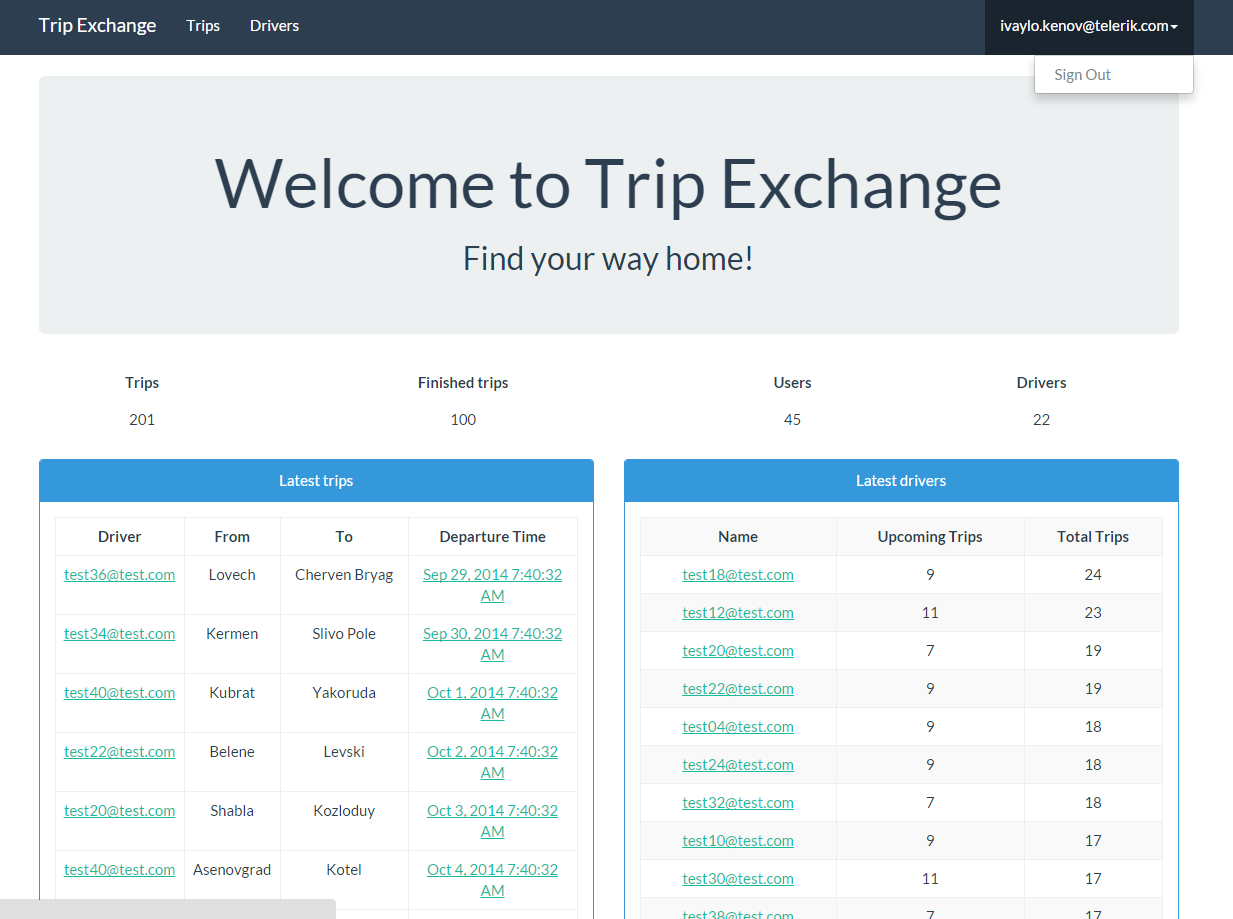 Trip Exchange Trips Drivers ivaylo.kenov@telerik.com
Sign Out
Welcome to Trip Exchange
Find your way home!
Trips Finished trips Users Drivers
201 100 45 22
Latest trips
Driver From To Departure Time
test36@test.com Lovech Cherven Bryag Sep 29, 2014 7:40:32
AM
test34@test.com Kermen Slivo Pole Sep 30, 2014 7:40:32
AM
test40@test.com Kubrat Yakoruda Oct 1, 2014 7:40:32
AM
test22@test.com Belene Levski Oct 2, 2014 7:40:32
AM
test20@test.com Shabla Kozloduy Oct 3, 2014 7:40:32
AM
test40@test.com Asenovgrad Kotel Oct 4, 2014 7:40:32
AM
Latest drivers
Name Upcoming Trips Total Trips
test18@test.com 9 24
test12@test.com 11 23
test20@test.com 7 19
test22@test.com 9 19
test04@test.com 9 18
test24@test.com 9 18
test32@test.com 7 18
test10@test.com 9 17
test30@test.com 11 17
test38@test.com 7 17